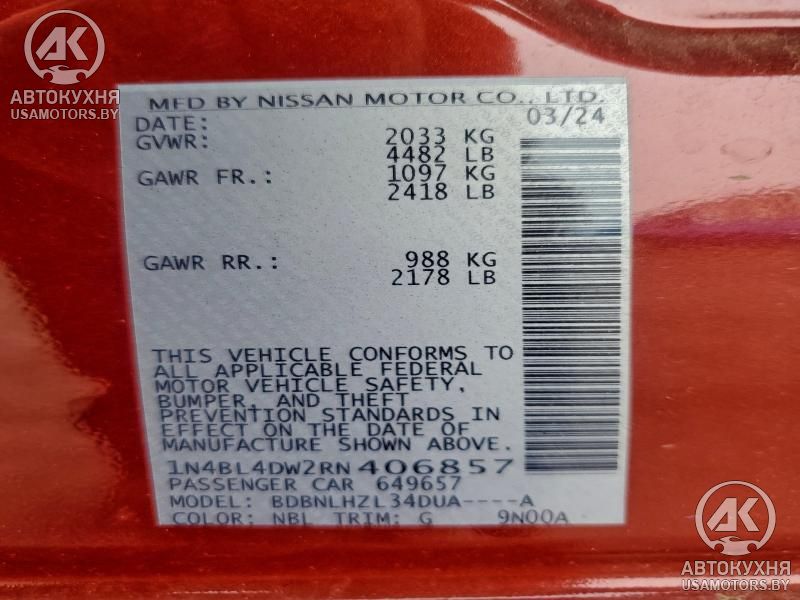 AK
АВТОКУХНЯ
USAMOTORS.BY
MFD BY NISSAN MOTOR CO., LTD.
DATE: 03/24
GVWR: 2033 KG
4482 LB
GAWR FR.: 1097 KG
2418 LB
GAWR RR.: 988 KG
2178 LB
THIS VEHICLE CONFORMS TO
ALL APPLICABLE FEDERAL
MOTOR VEHICLE SAFETY,
BUMPER, AND THEFT
PREVENTION STANDARDS IN
EFFECT ON THE DATE OF
MANUFACTURE SHOWN ABOVE.
1N4BL4DW2RN406857
PASSENGER CAR 649657
MODEL: BDBNLHZL34DUA----A
COLOR: NBL TRIM: G 9N00A
AK
АВТОКУХНЯ
USAMOTORS.BY